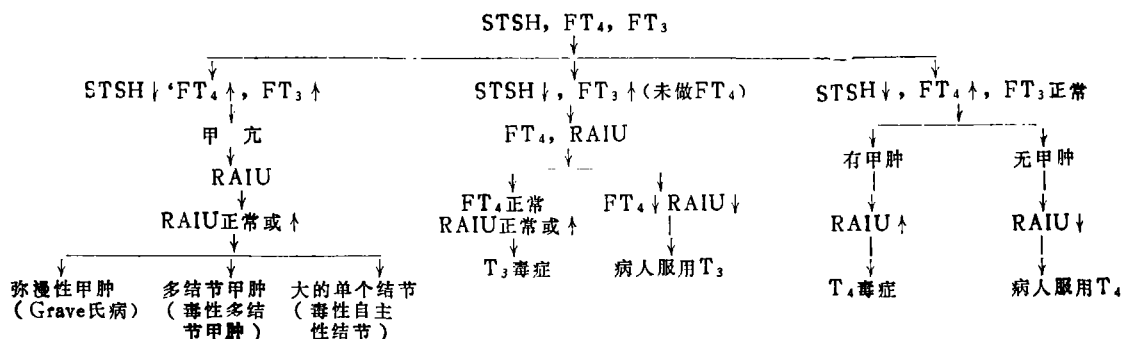 STSH, FT₄, FT₃
STSH↓'FT₄↑, FT₃↑
STSH↓, FT₃↑(未做FT₄)
STSH↓, FT₄↑, FT₃正常
甲亢
FT₄, RAIU
有甲肿
无甲肿
RAIU
FT₄正常
RAIU正常或↑
FT₄↓RAIU↓
RAIU↑
RAIU↓
RAIU正常或↑
T₃毒症
病人服用T₃
T₄毒症
病人服用T₄
弥漫性甲肿
(Grave氏病)
多结节甲肿
(毒性多结
节甲肿)
大的单个结节
(毒性自主
性结节)